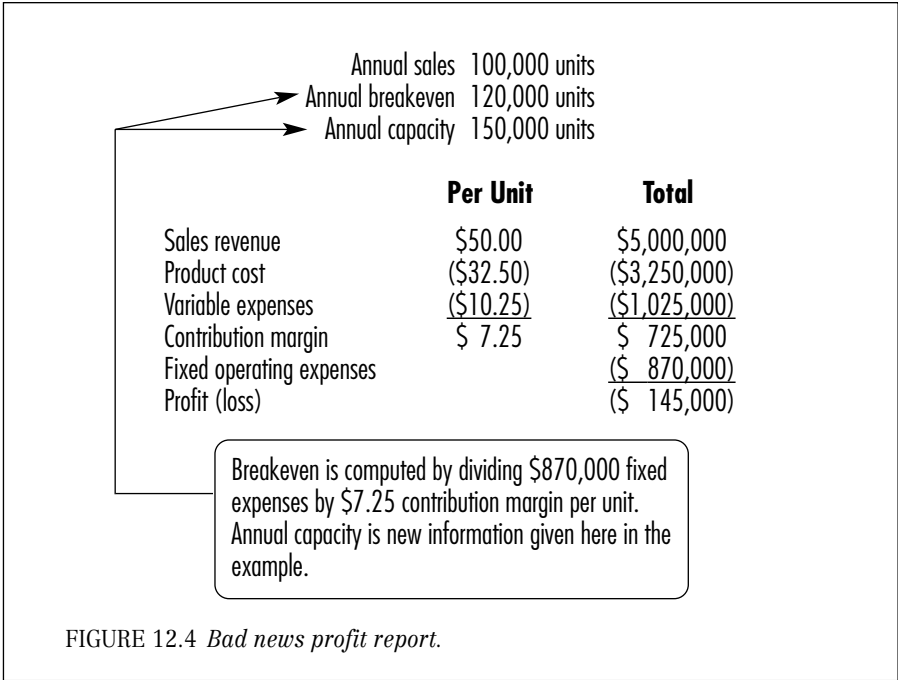 Annual sales 100,000 units
Annual breakeven 120,000 units
Annual capacity 150,000 units
Per Unit Total
Sales revenue $50.00 $5,000,000
Product cost ($32.50) ($3,250,000)
Variable expenses ($10.25) ($1,025,000)
Contribution margin $ 7.25 $ 725,000
Fixed operating expenses ($ 870,000)
Profit (loss) ($ 145,000)
Breakeven is computed by dividing $870,000 fixed
expenses by $7.25 contribution margin per unit.
Annual capacity is new information given here in the
example.
FIGURE 12.4 Bad news profit report.